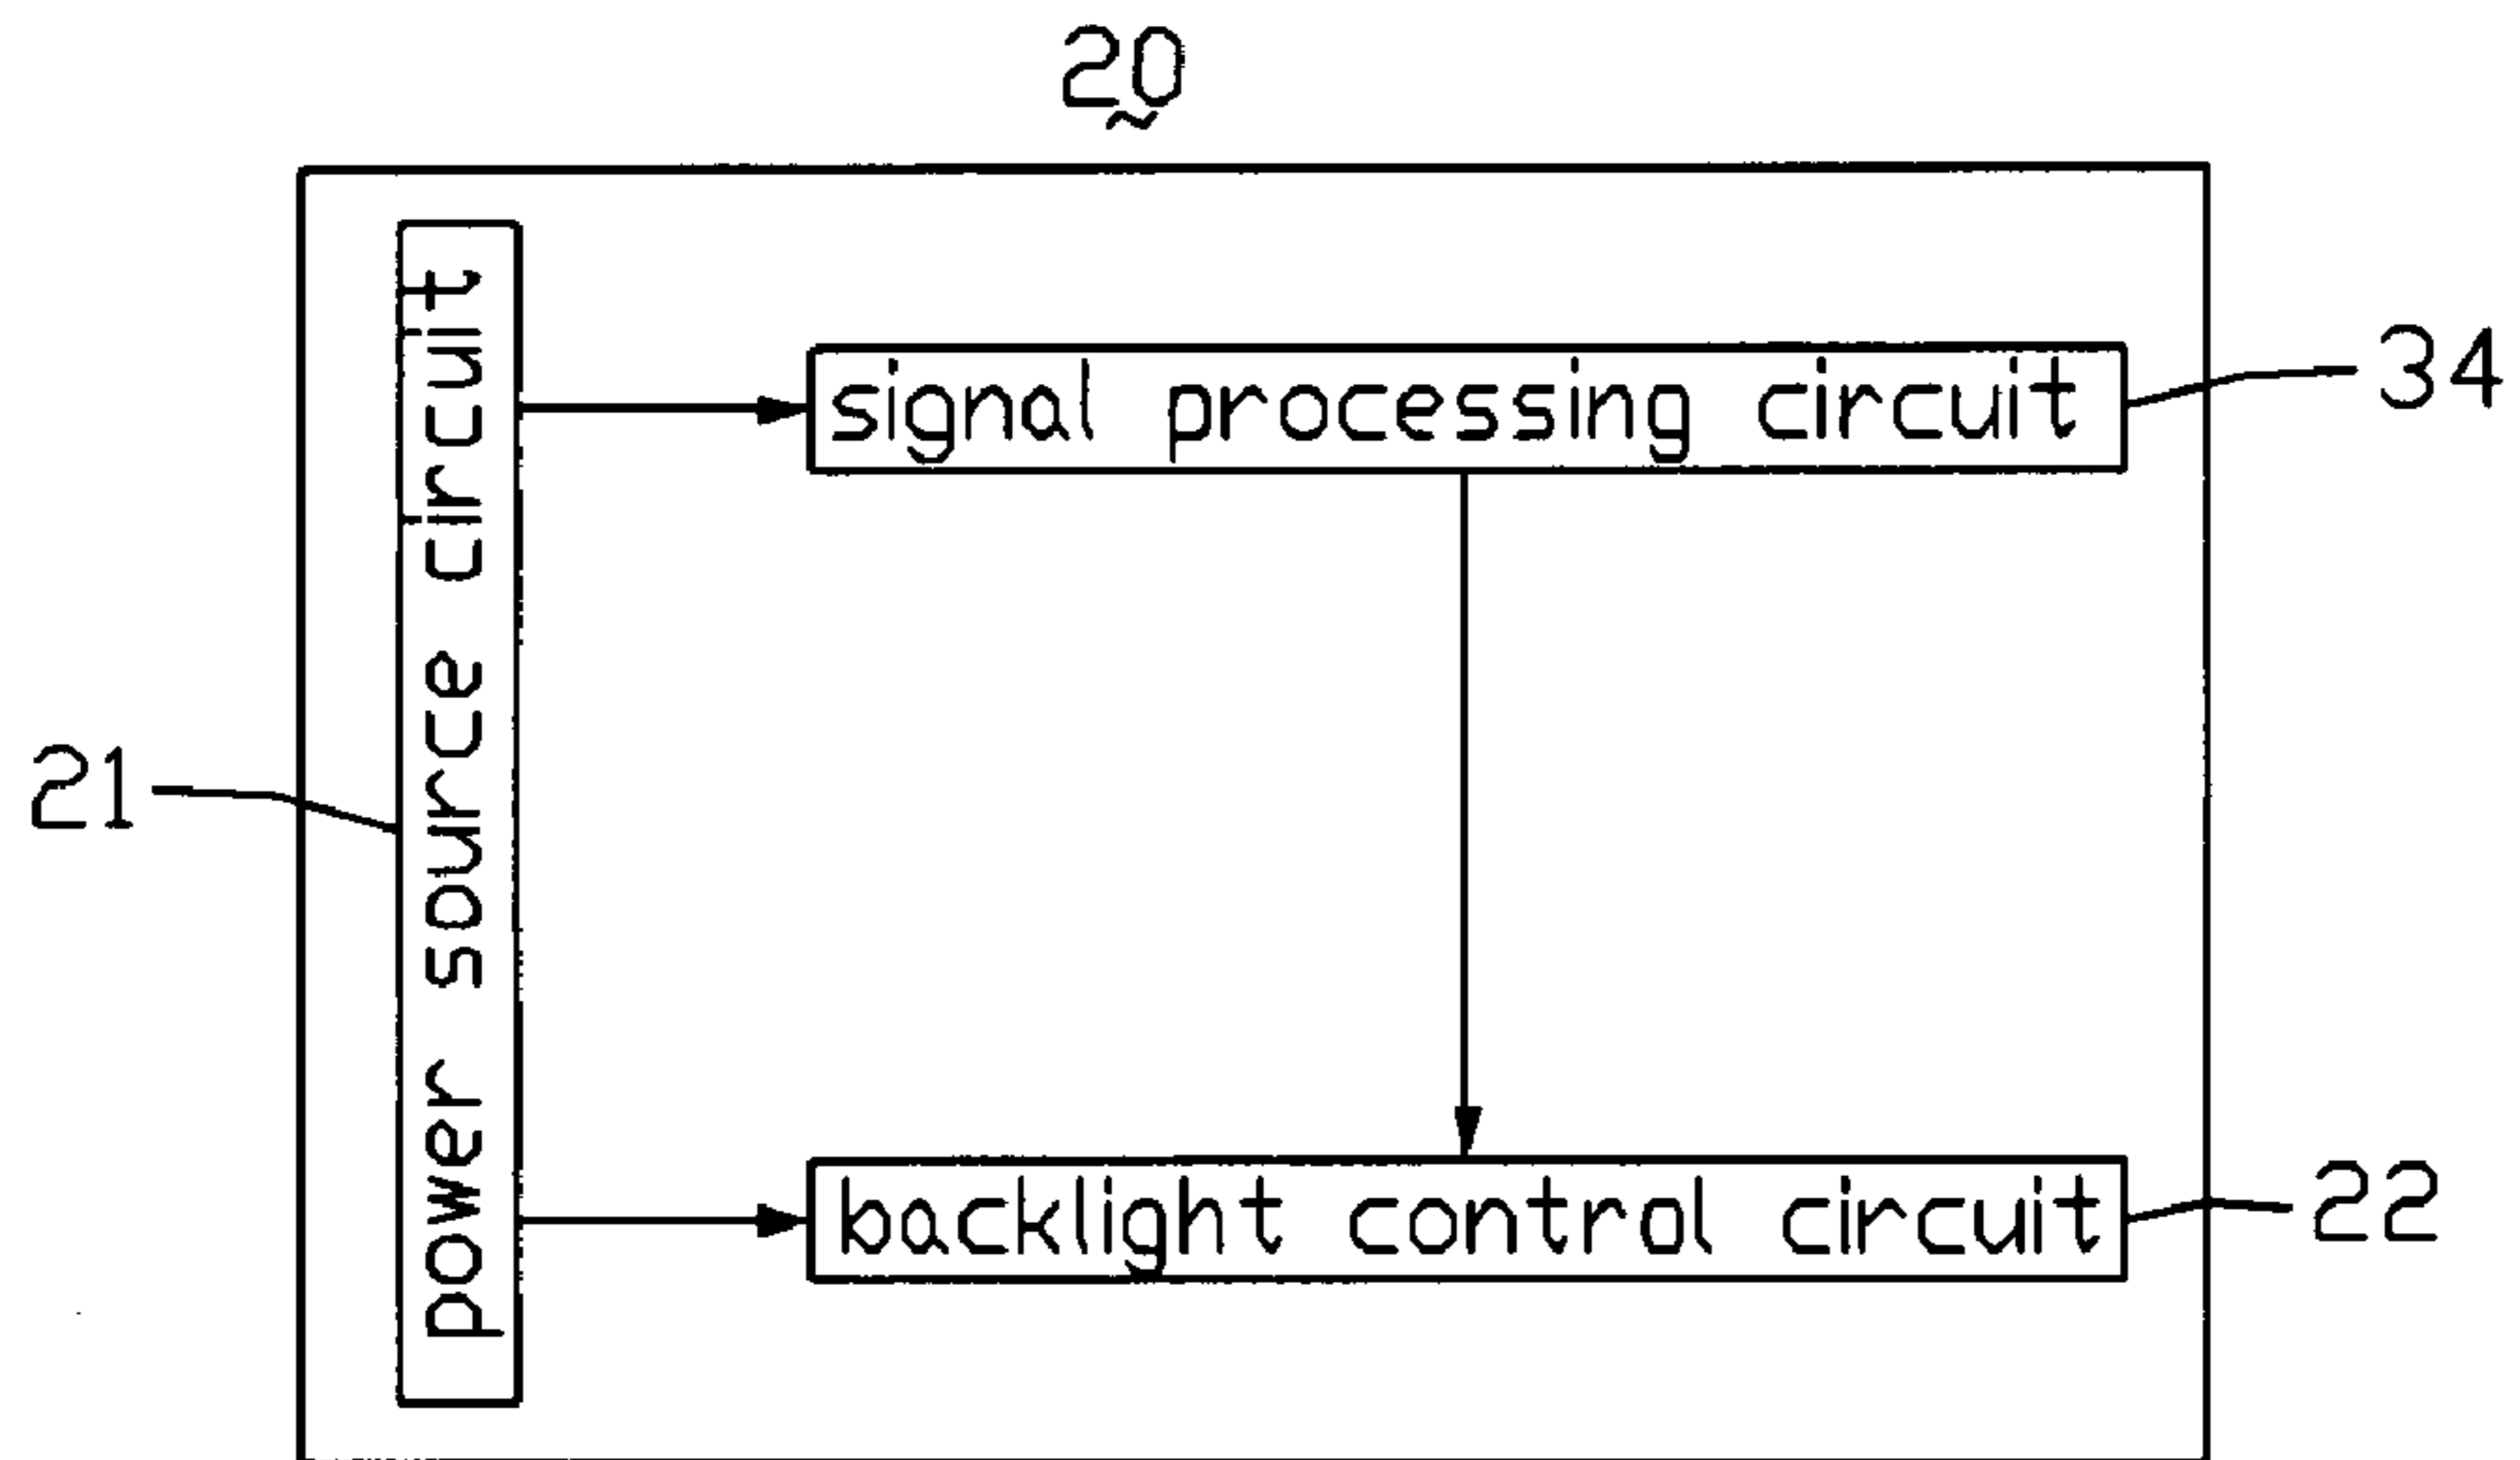 20
power source circuit
signal processing circuit
34
21
backlight control circuit
22